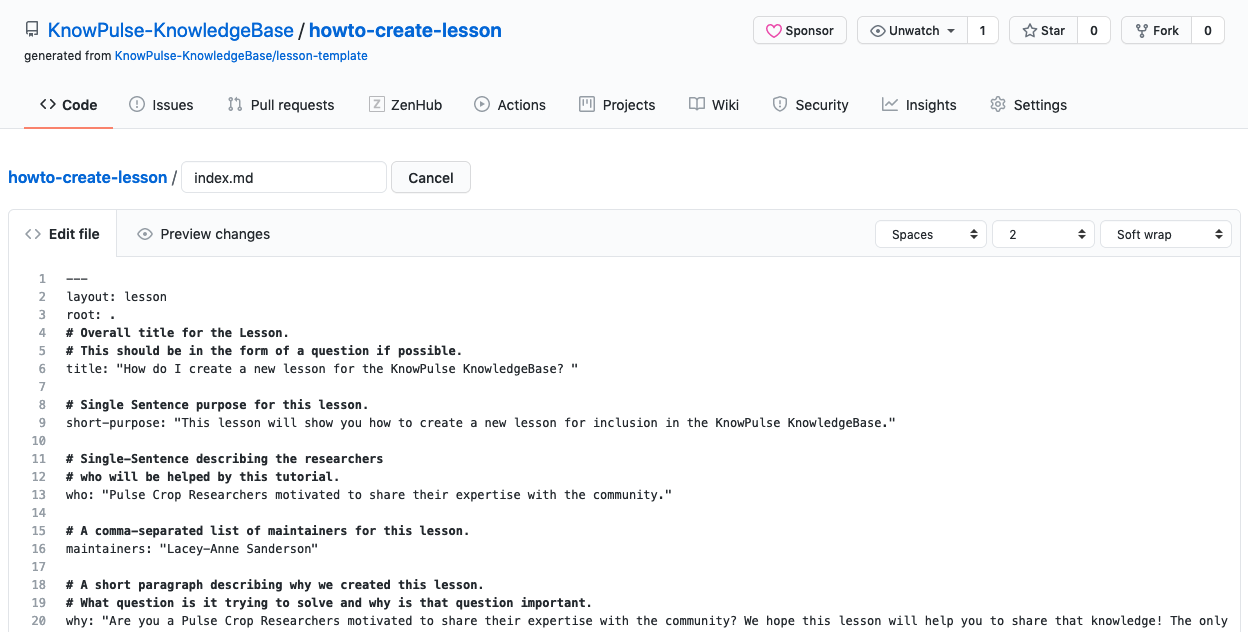 KnowPulse-KnowledgeBase / howto-create-lesson
Sponsor
Unwatch 1
Star 0
Fork 0
generated from KnowPulse-KnowledgeBase/lesson-template
Code
Issues
Pull requests
Z ZenHub
Actions
Projects
Wiki
Security
Insights
Settings
howto-create-lesson / index.md Cancel
Edit file
Preview changes
Spaces
2
Soft wrap
1 ---
2 layout: lesson
3 root: .
4 # Overall title for the Lesson.
5 # This should be in the form of a question if possible.
6 title: "How do I create a new lesson for the KnowPulse KnowledgeBase? "
7
8 # Single Sentence purpose for this lesson.
9 short-purpose: "This lesson will show you how to create a new lesson for inclusion in the KnowPulse KnowledgeBase."
10
11 # Single-Sentence describing the researchers
12 # who will be helped by this tutorial.
13 who: "Pulse Crop Researchers motivated to share their expertise with the community."
14
15 # A comma-separated list of maintainers for this lesson.
16 maintainers: "Lacey-Anne Sanderson"
17
18 # A short paragraph describing why we created this lesson.
19 # What question is it trying to solve and why is that question important.
20 why: "Are you a Pulse Crop Researchers motivated to share their expertise with the community? We hope this lesson will help you to share that knowledge! The only